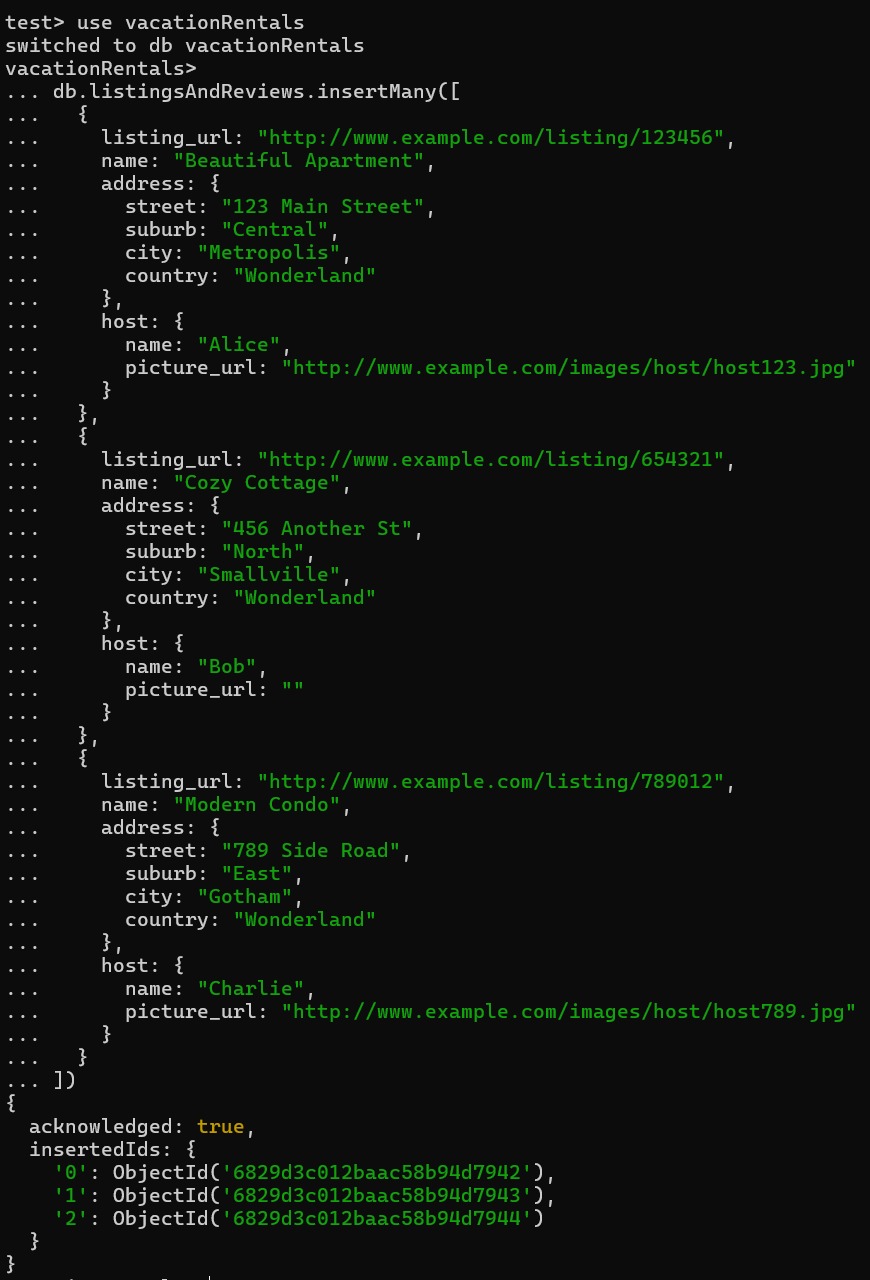 test> use vacationRentals
switched to db vacationRentals
vacationRentals>
... db.listingsAndReviews.insertMany([
...   {
...     listing_url: "http://www.example.com/listing/123456",
...     name: "Beautiful Apartment",
...     address: {
...       street: "123 Main Street",
...       suburb: "Central",
...       city: "Metropolis",
...       country: "Wonderland"
...     },
...     host: {
...       name: "Alice",
...       picture_url: "http://www.example.com/images/host/host123.jpg"
...     }
...   },
...   {
...     listing_url: "http://www.example.com/listing/654321",
...     name: "Cozy Cottage",
...     address: {
...       street: "456 Another St",
...       suburb: "North",
...       city: "Smallville",
...       country: "Wonderland"
...     },
...     host: {
...       name: "Bob",
...       picture_url: ""
...     }
...   },
...   {
...     listing_url: "http://www.example.com/listing/789012",
...     name: "Modern Condo",
...     address: {
...       street: "789 Side Road",
...       suburb: "East",
...       city: "Gotham",
...       country: "Wonderland"
...     },
...     host: {
...       name: "Charlie",
...       picture_url: "http://www.example.com/images/host/host789.jpg"
...     }
...   }
... ])
{
  acknowledged: true,
  insertedIds: {
    '0': ObjectId('6829d3c012baac58b94d7942'),
    '1': ObjectId('6829d3c012baac58b94d7943'),
    '2': ObjectId('6829d3c012baac58b94d7944')
  }
}